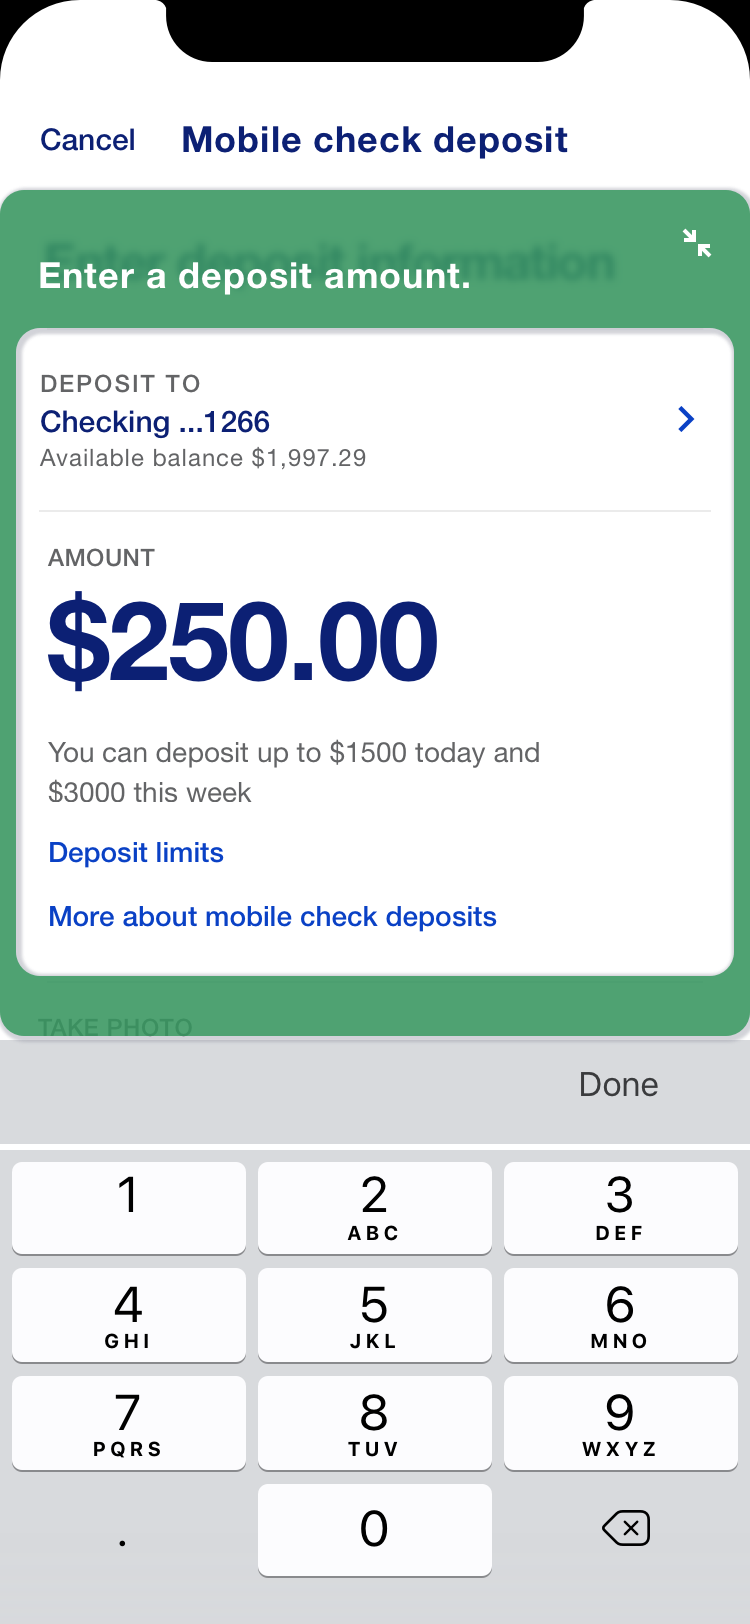 Cancel
Mobile check deposit
Enter deposit information
Enter a deposit amount.
DEPOSIT TO
Checking ...1266
Available balance $1,997.29
AMOUNT
$250.00
You can deposit up to $1500 today and
$3000 this week
Deposit limits
More about mobile check deposits
TAKE PHOTO
Done
1
2
ABC
3
DEF
4
GHI
5
JKL
6
MNO
7
PQRS
8
TUV
9
WXYZ
.
0